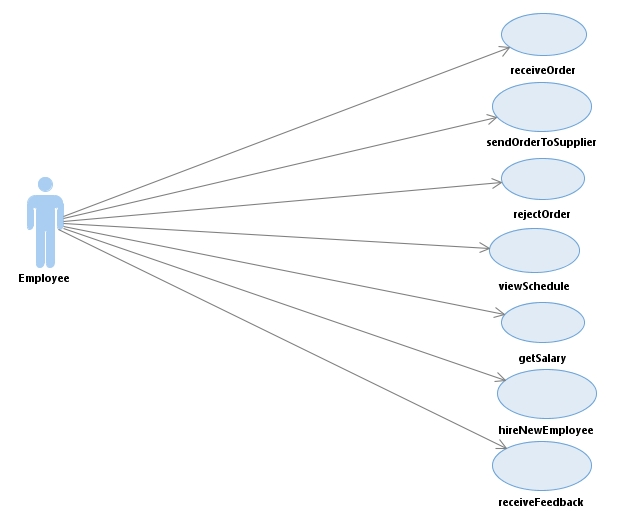 receiveOrder
sendOrderToSupplier
rejectOrder
Employee
viewSchedule
getSalary
hireNewEmployee
receiveFeedback